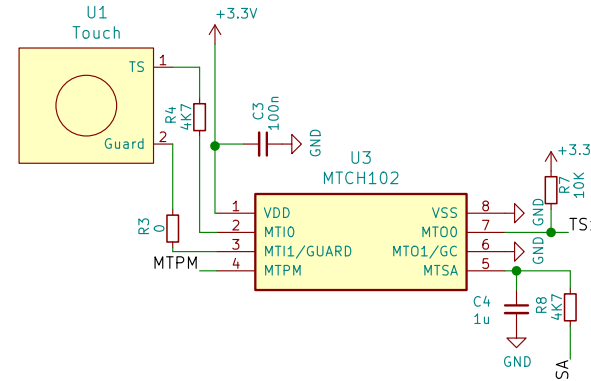 U1
Touch
+3.3V
TS
1
Guard
2
R4
4K7
C3
100n
GND
R3
0
U3
MTCH102
1
VDD
2
MTI0
3
MTI1/GUARD
4
MTPM
MTPM
VSS
8
GND
MTO0
7
MTO1/GC
6
GND
MTSA
5
+3.3
R7
10K
C4
1u
GND
R8
4K7
SA